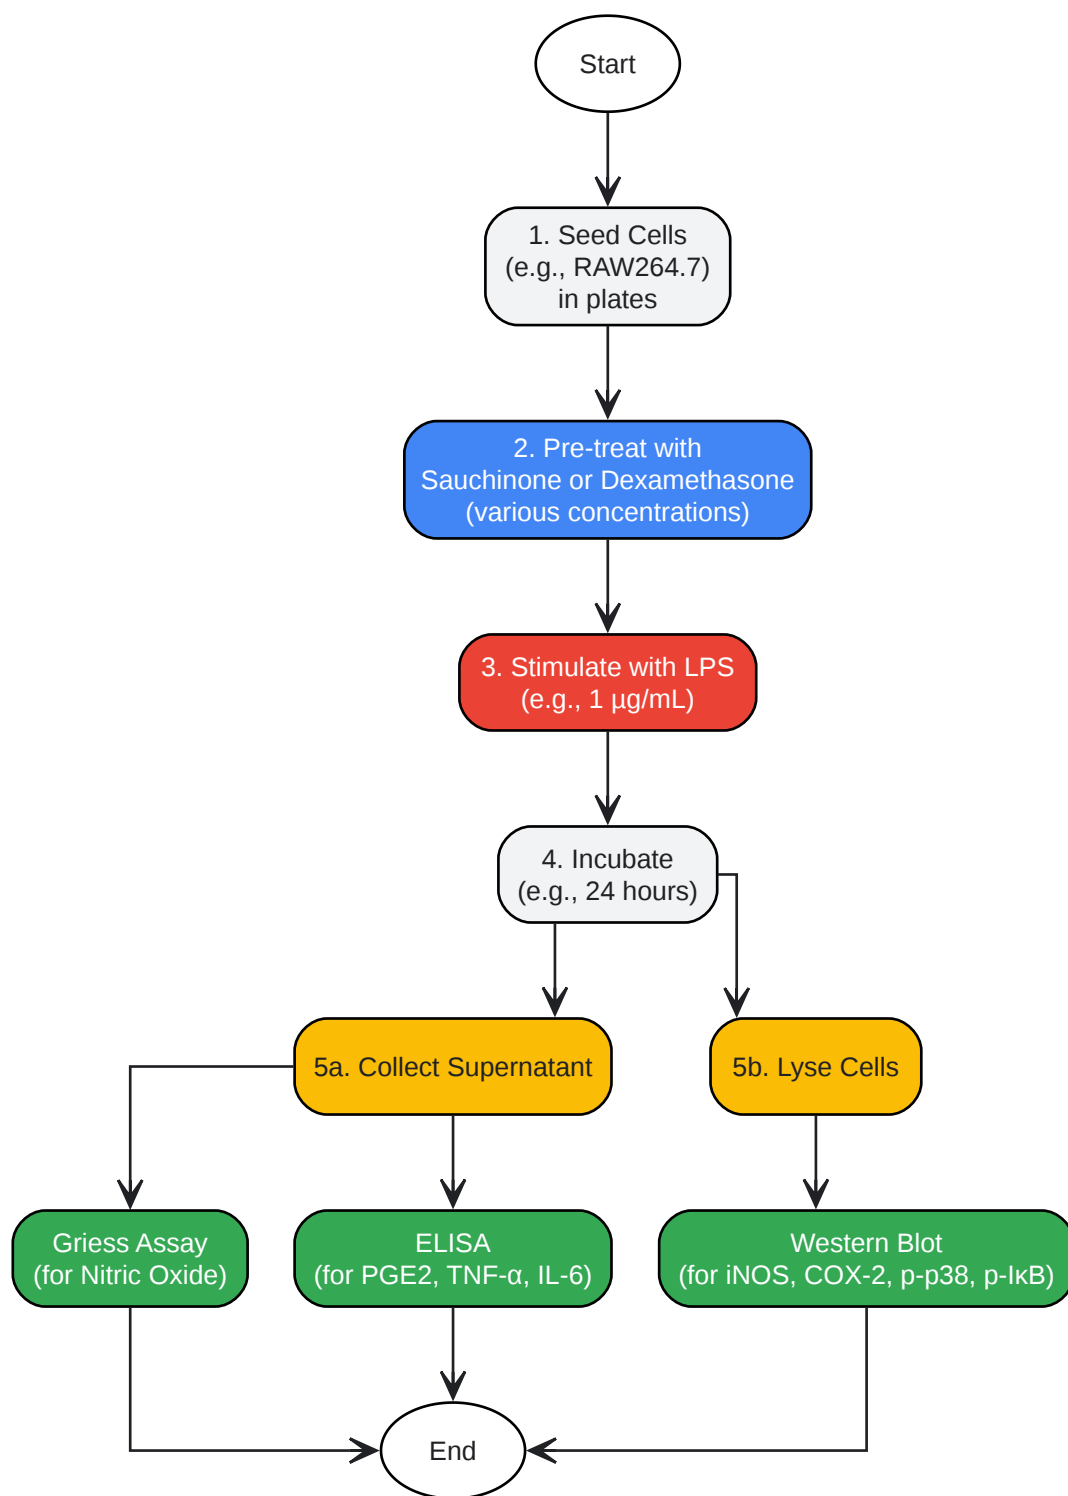 Start
1. Seed Cells
(e.g., RAW264.7)
in plates
2. Pre-treat with
Sauchinone or Dexamethasone
(various concentrations)
3. Stimulate with LPS
(e.g., 1 µg/mL)
4. Incubate
(e.g., 24 hours)
5a. Collect Supernatant
5b. Lyse Cells
Griess Assay
(for Nitric Oxide)
ELISA
(for PGE2, TNF-α, IL-6)
Western Blot
(for iNOS, COX-2, p-p38, p-IκB)
End